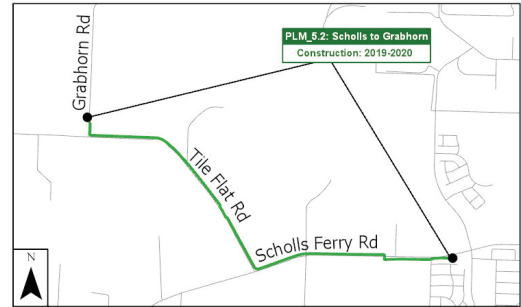 PLM_5.2: Scholls to Grabhorn
Construction: 2019-2020
Grabhorn Rd
Tile Flat Rd
Scholls Ferry Rd
N